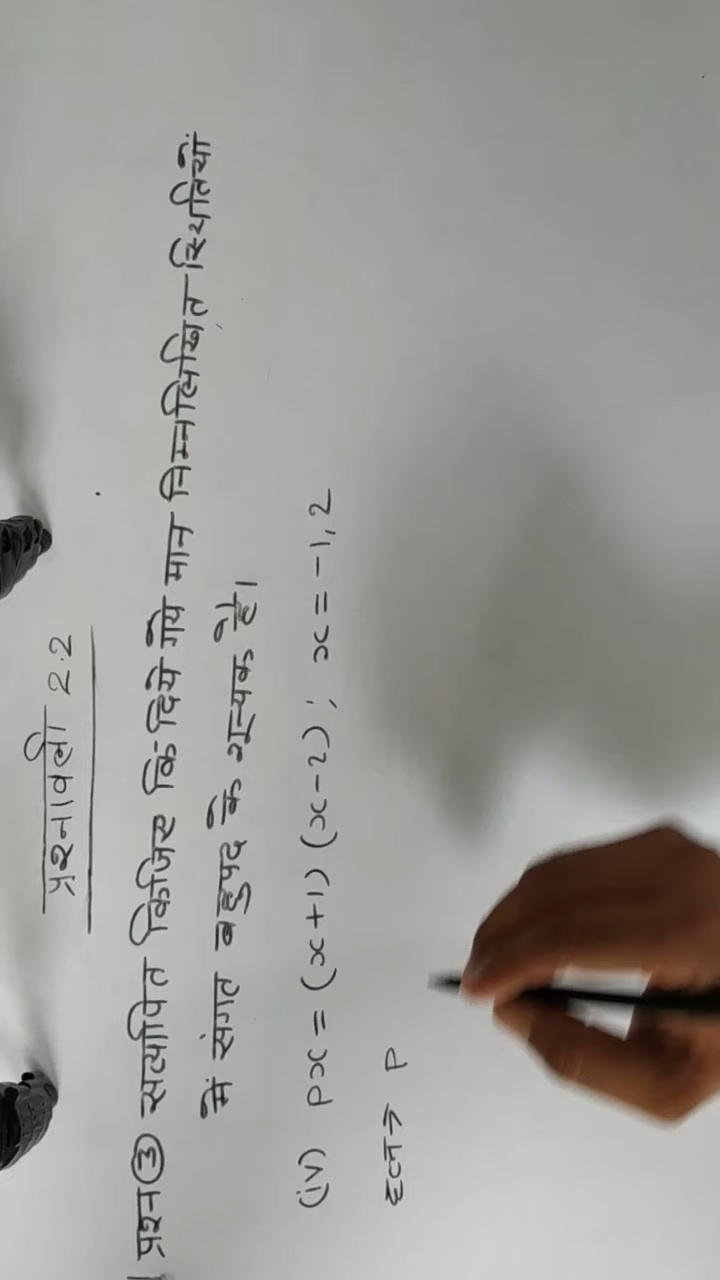 प्रश्नावली 2.2
प्रश्न③ सत्यापित किजिए कि दिये गये मान निम्नलिखित स्थितियों
में संगत बहुपद के शून्यक है।
(iv) Px = (x+1) (x-2) ; x = -1, 2
हल→ P